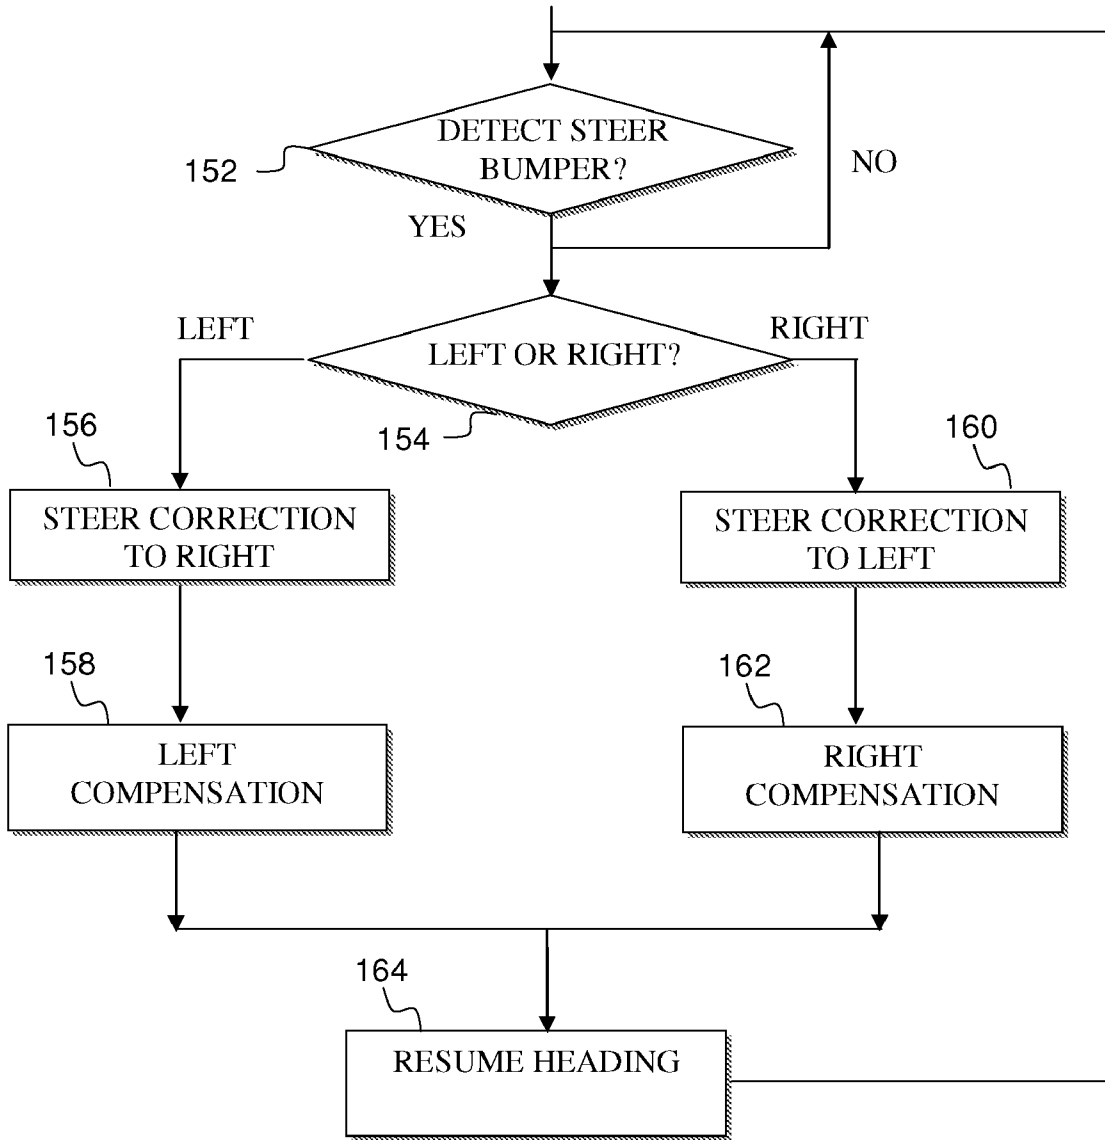 DETECT STEER
BUMPER?
152
NO
YES
LEFT
RIGHT
LEFT OR RIGHT?
154
156
160
STEER CORRECTION
TO RIGHT
STEER CORRECTION
TO LEFT
158
162
LEFT
COMPENSATION
RIGHT
COMPENSATION
164
RESUME HEADING